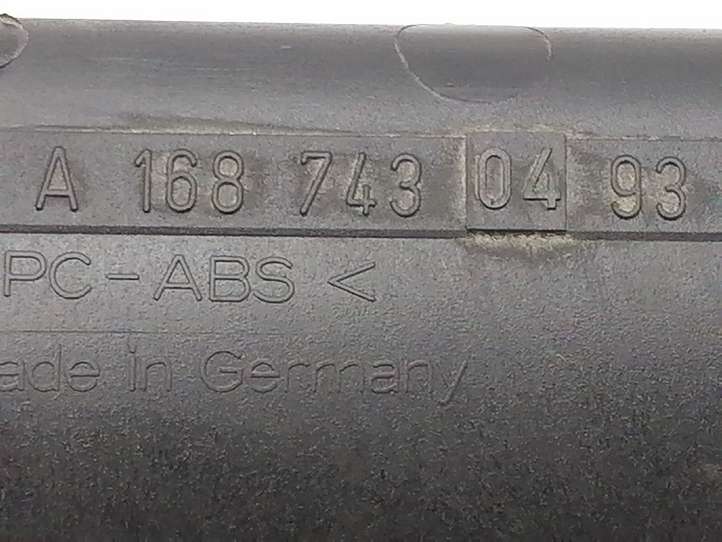 A 168 743 04 93
PC-ABS <
ade in Germany